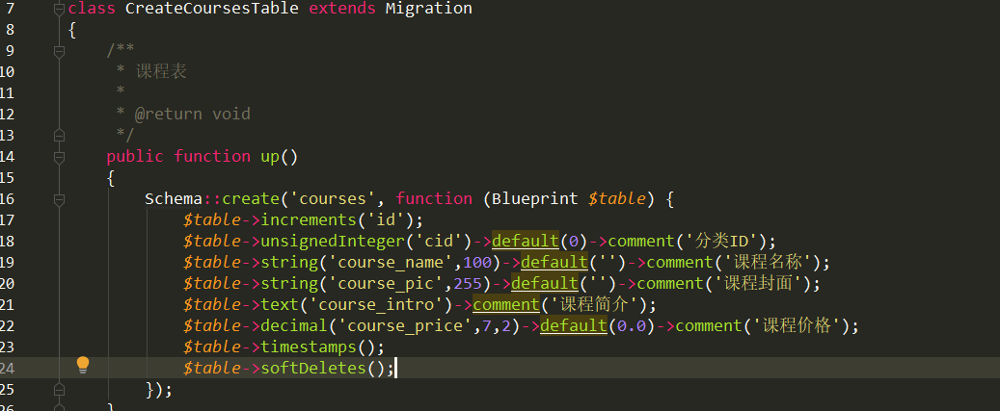 7 class CreateCoursesTable extends Migration
8 {
9 /**
10 * 课程表
11 *
12 * @return void
13 */
14 public function up()
15 {
16 Schema::create('courses', function (Blueprint $table) {
17 $table->increments('id');
18 $table->unsignedInteger('cid')->default(0)->comment('分类ID');
19 $table->string('course_name',100)->default('')->comment('课程名称');
20 $table->string('course_pic',255)->default('')->comment('课程封面');
21 $table->text('course_intro')->comment('课程简介');
22 $table->decimal('course_price',7,2)->default(0.0)->comment('课程价格');
23 $table->timestamps();
24 $table->softDeletes();
25 });
26 }